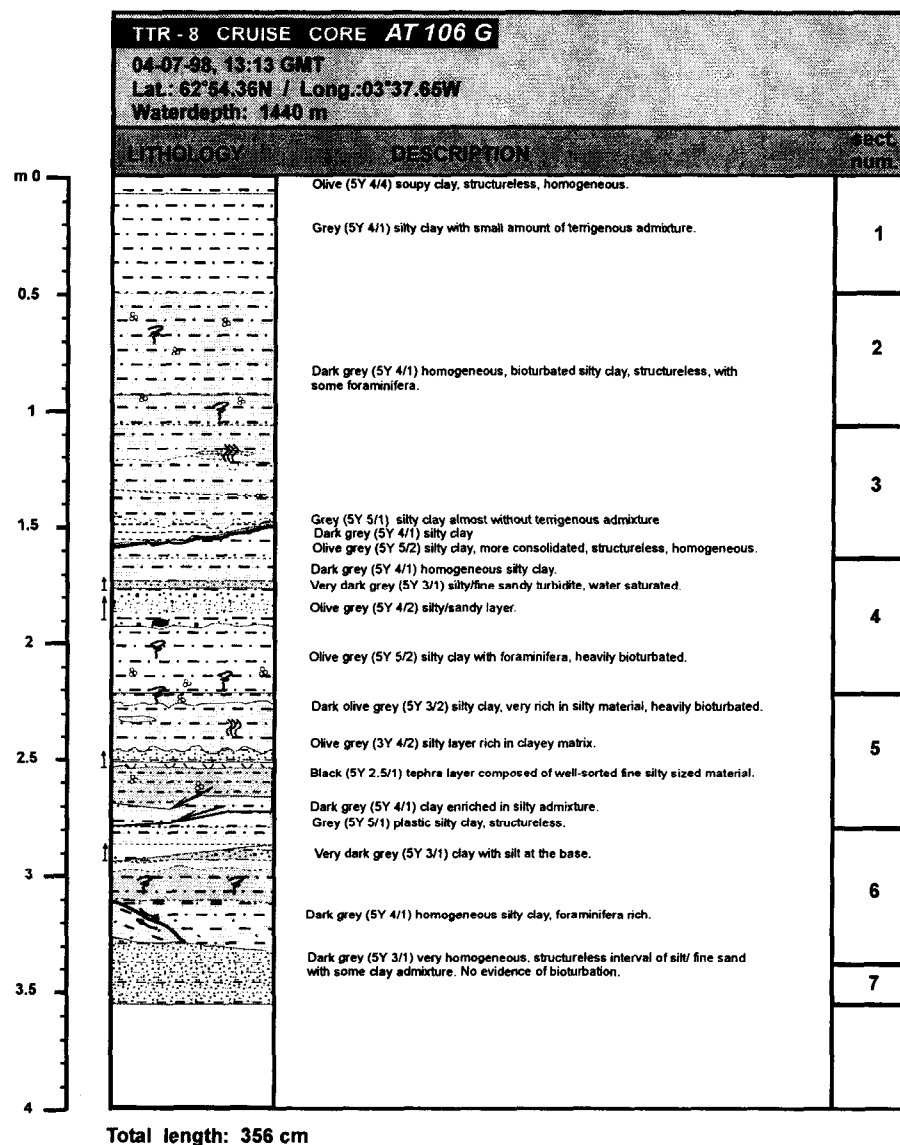 TTR - 8 CRUISE CORE AT 106 G
04-07-98, 13:13 GMT
Lat.: 62°54.36N / Long.:03°37.65W
Waterdepth: 1440 m
LITHOLOGY DESCRIPTION sect. num.
m 0
Olive (5Y 4/4) soupy clay, structureless, homogeneous.
Grey (5Y 4/1) silty clay with small amount of terrigenous admixture.
1
0.5
2
Dark grey (5Y 4/1) homogeneous, bioturbated silty clay, structureless, with
some foraminifera.
1
3
1.5
Grey (5Y 5/1) silty clay almost without terrigenous admixture
Dark grey (5Y 4/1) silty clay
Olive grey (5Y 5/2) silty clay, more consolidated, structureless, homogeneous.
Dark grey (5Y 4/1) homogeneous silty clay.
Very dark grey (5Y 3/1) silty/fine sandy turbidite, water saturated.
Olive grey (5Y 4/2) silty/sandy layer.
4
2
Olive grey (5Y 5/2) silty clay with foraminifera, heavily bioturbated.
Dark olive grey (5Y 3/2) silty clay, very rich in silty material, heavily bioturbated.
5
Olive grey (3Y 4/2) silty layer rich in clayey matrix.
2.5
Black (5Y 2.5/1) tephra layer composed of well-sorted fine silty sized material.
Dark grey (5Y 4/1) clay enriched in silty admixture.
Grey (5Y 5/1) plastic silty clay, structureless.
Very dark grey (5Y 3/1) clay with silt at the base.
3
6
Dark grey (5Y 4/1) homogeneous silty clay, foraminifera rich.
Dark grey (5Y 3/1) very homogeneous, structureless interval of silt/ fine sand
with some clay admixture. No evidence of bioturbation.
7
3.5
4
Total length: 356 cm